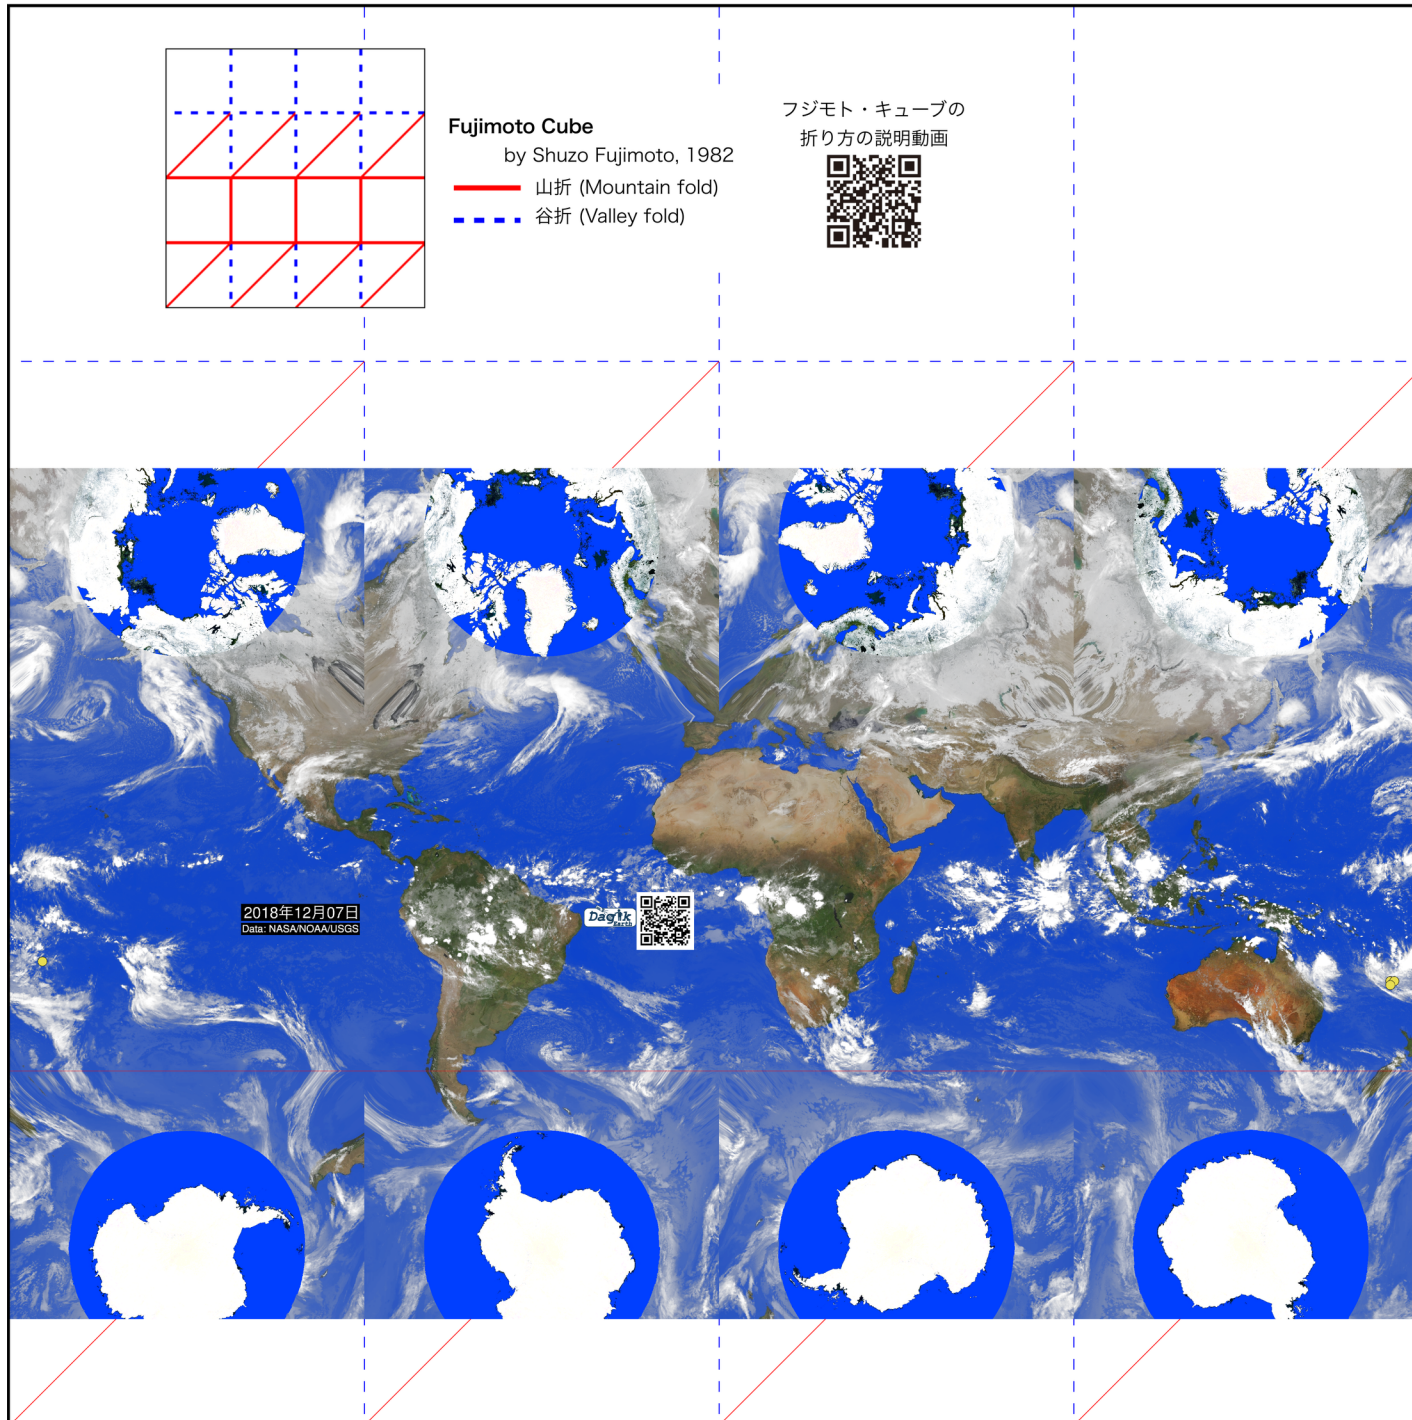 Fujimoto Cube
by Shuzo Fujimoto, 1982
山折 (Mountain fold)
谷折 (Valley fold)
フジモト・キューブの
折り方の説明動画
2018年12月07日
Data: NASA/NOAA/USGS
Dagik
Earth